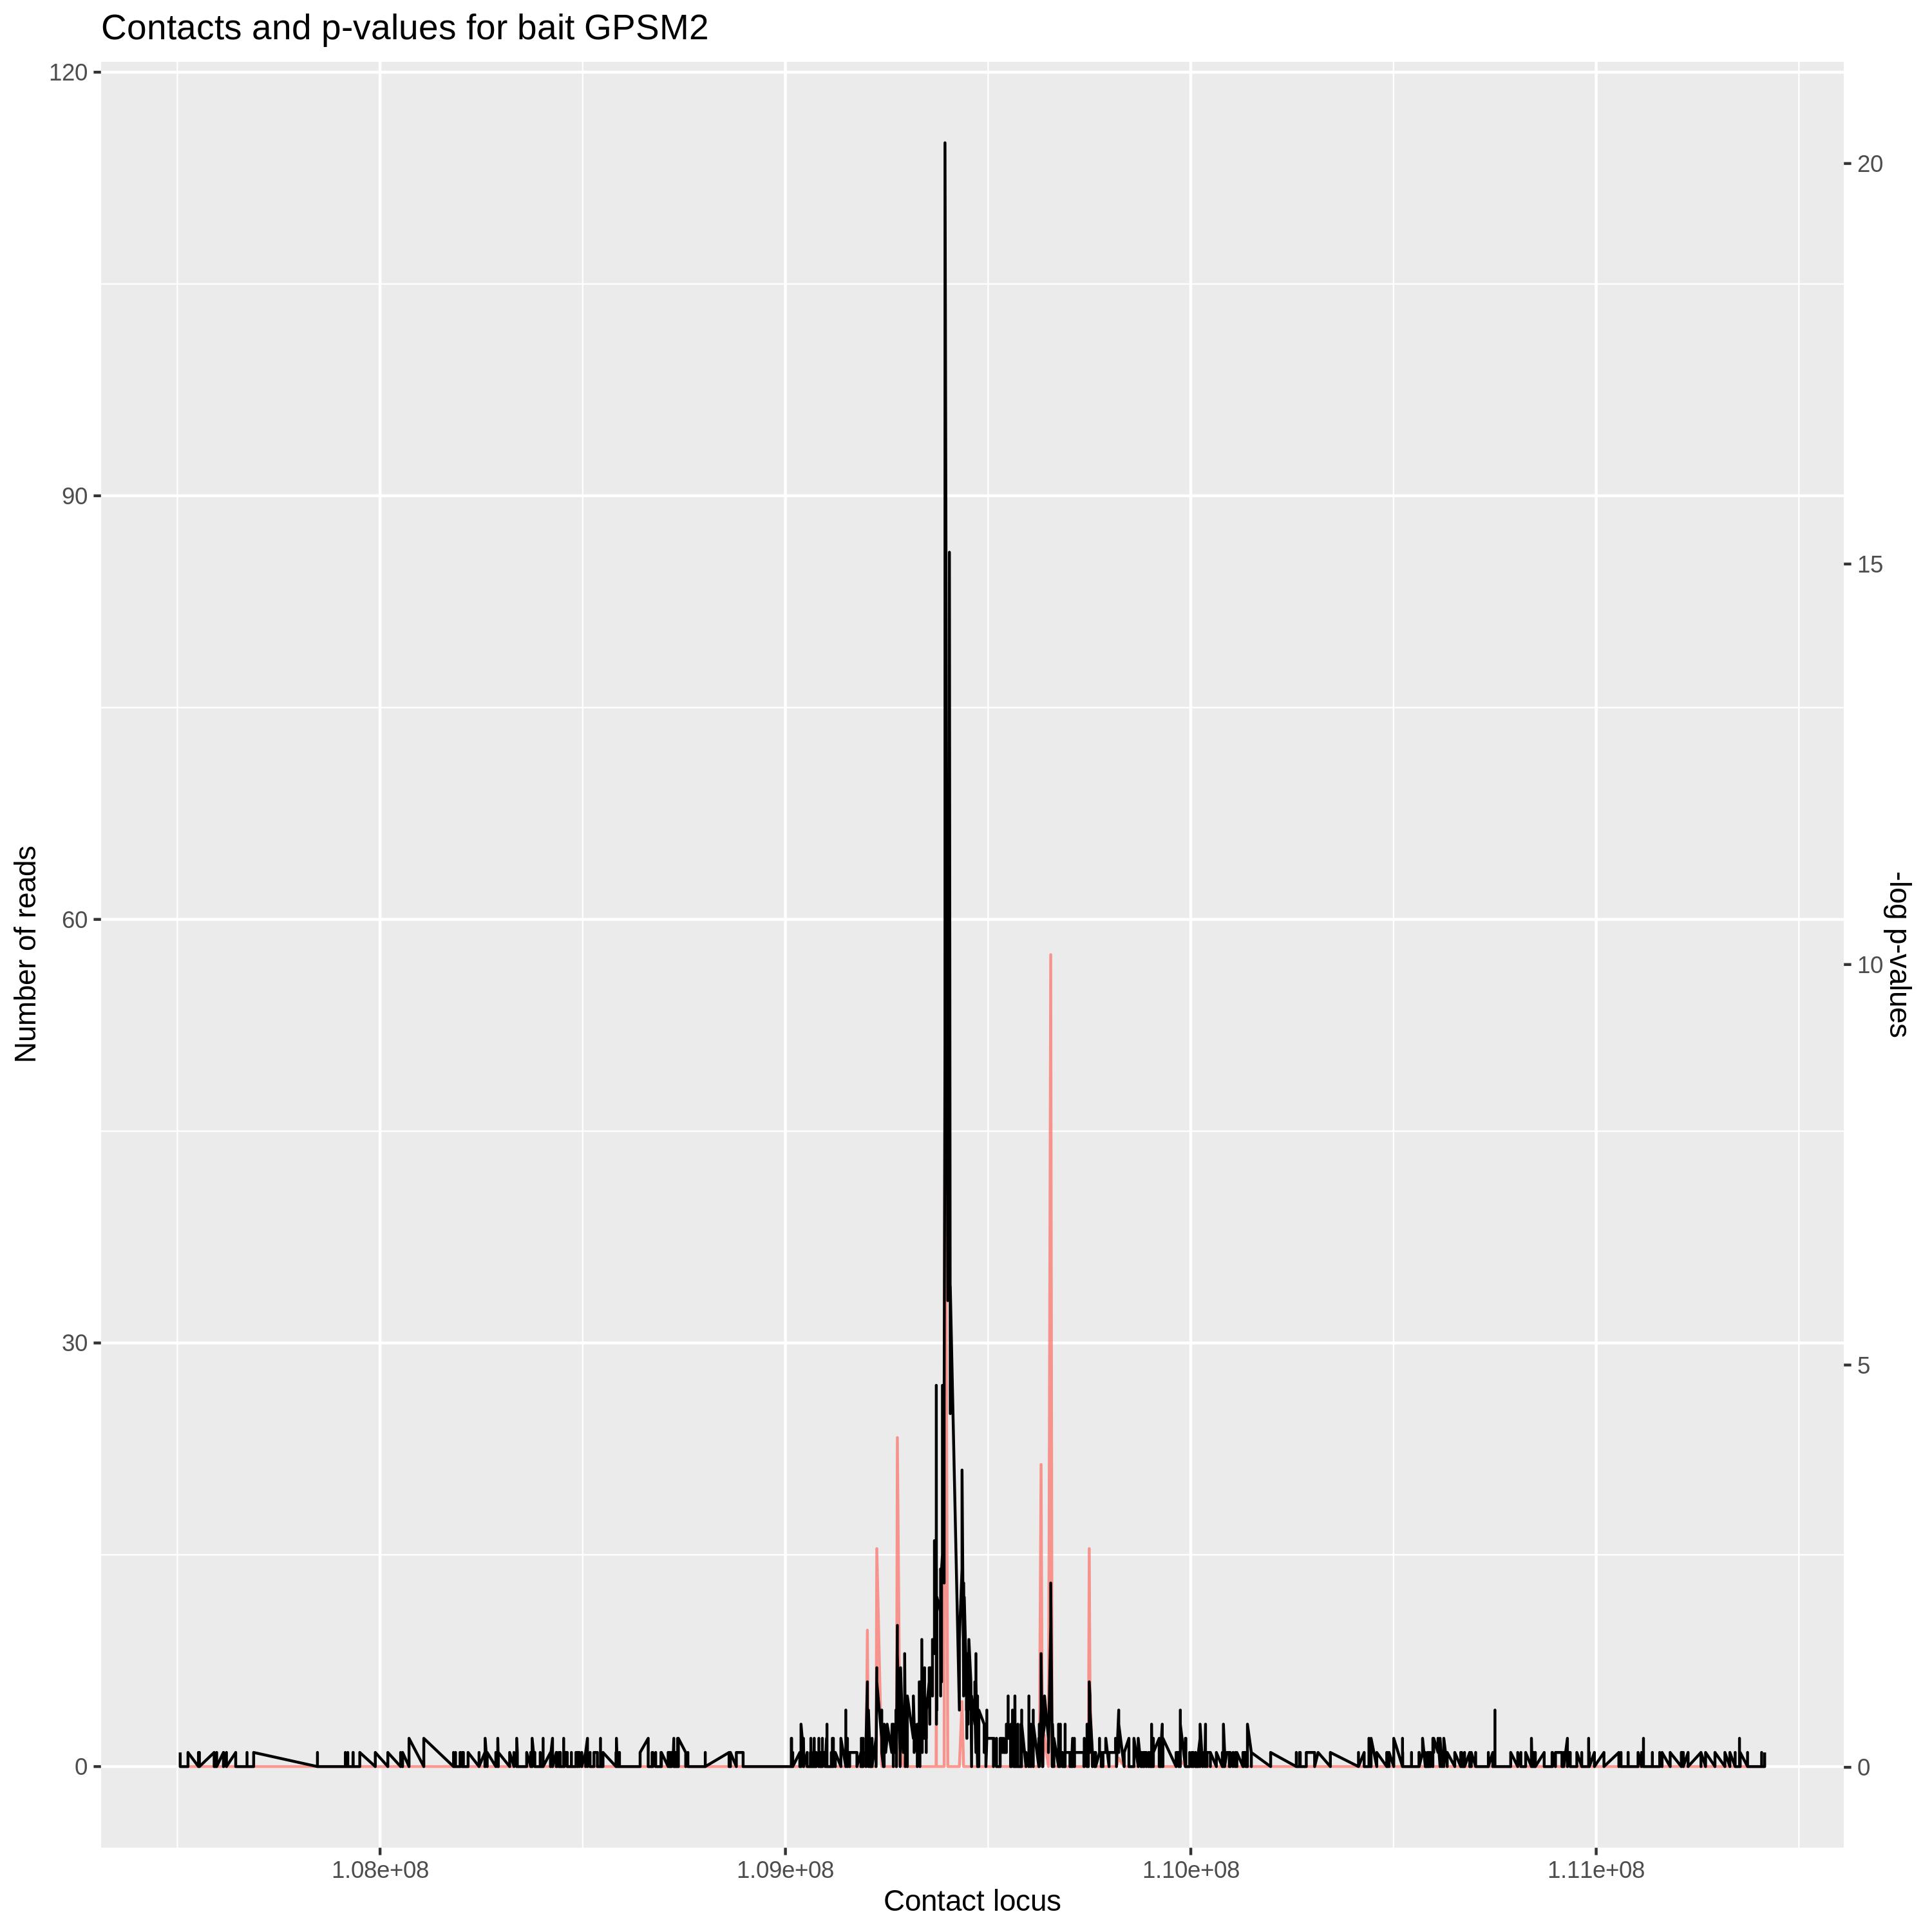 Contacts and p-values for bait GPSM2
120
90
60
30
0
Number of reads
20
15
10
5
0
-log p-values
1.08e+08
1.09e+08
1.10e+08
1.11e+08
Contact locus